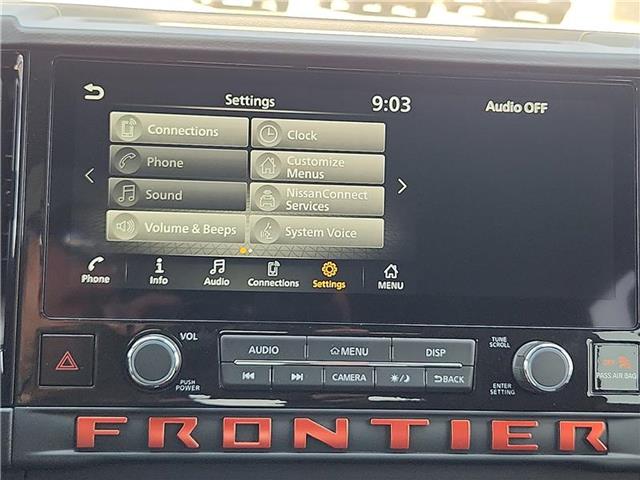 Settings 9:03 Audio OFF
Connections Clock
Phone Customize Menus
Sound NissanConnect Services
Volume & Beeps System Voice
Phone Info Audio Connections Settings MENU
VOL AUDIO MENU DISP TUNE SCROLL
PUSH POWER CAMERA BACK ENTER SETTING
OFF
PASS AIR BAG
FRONTIER